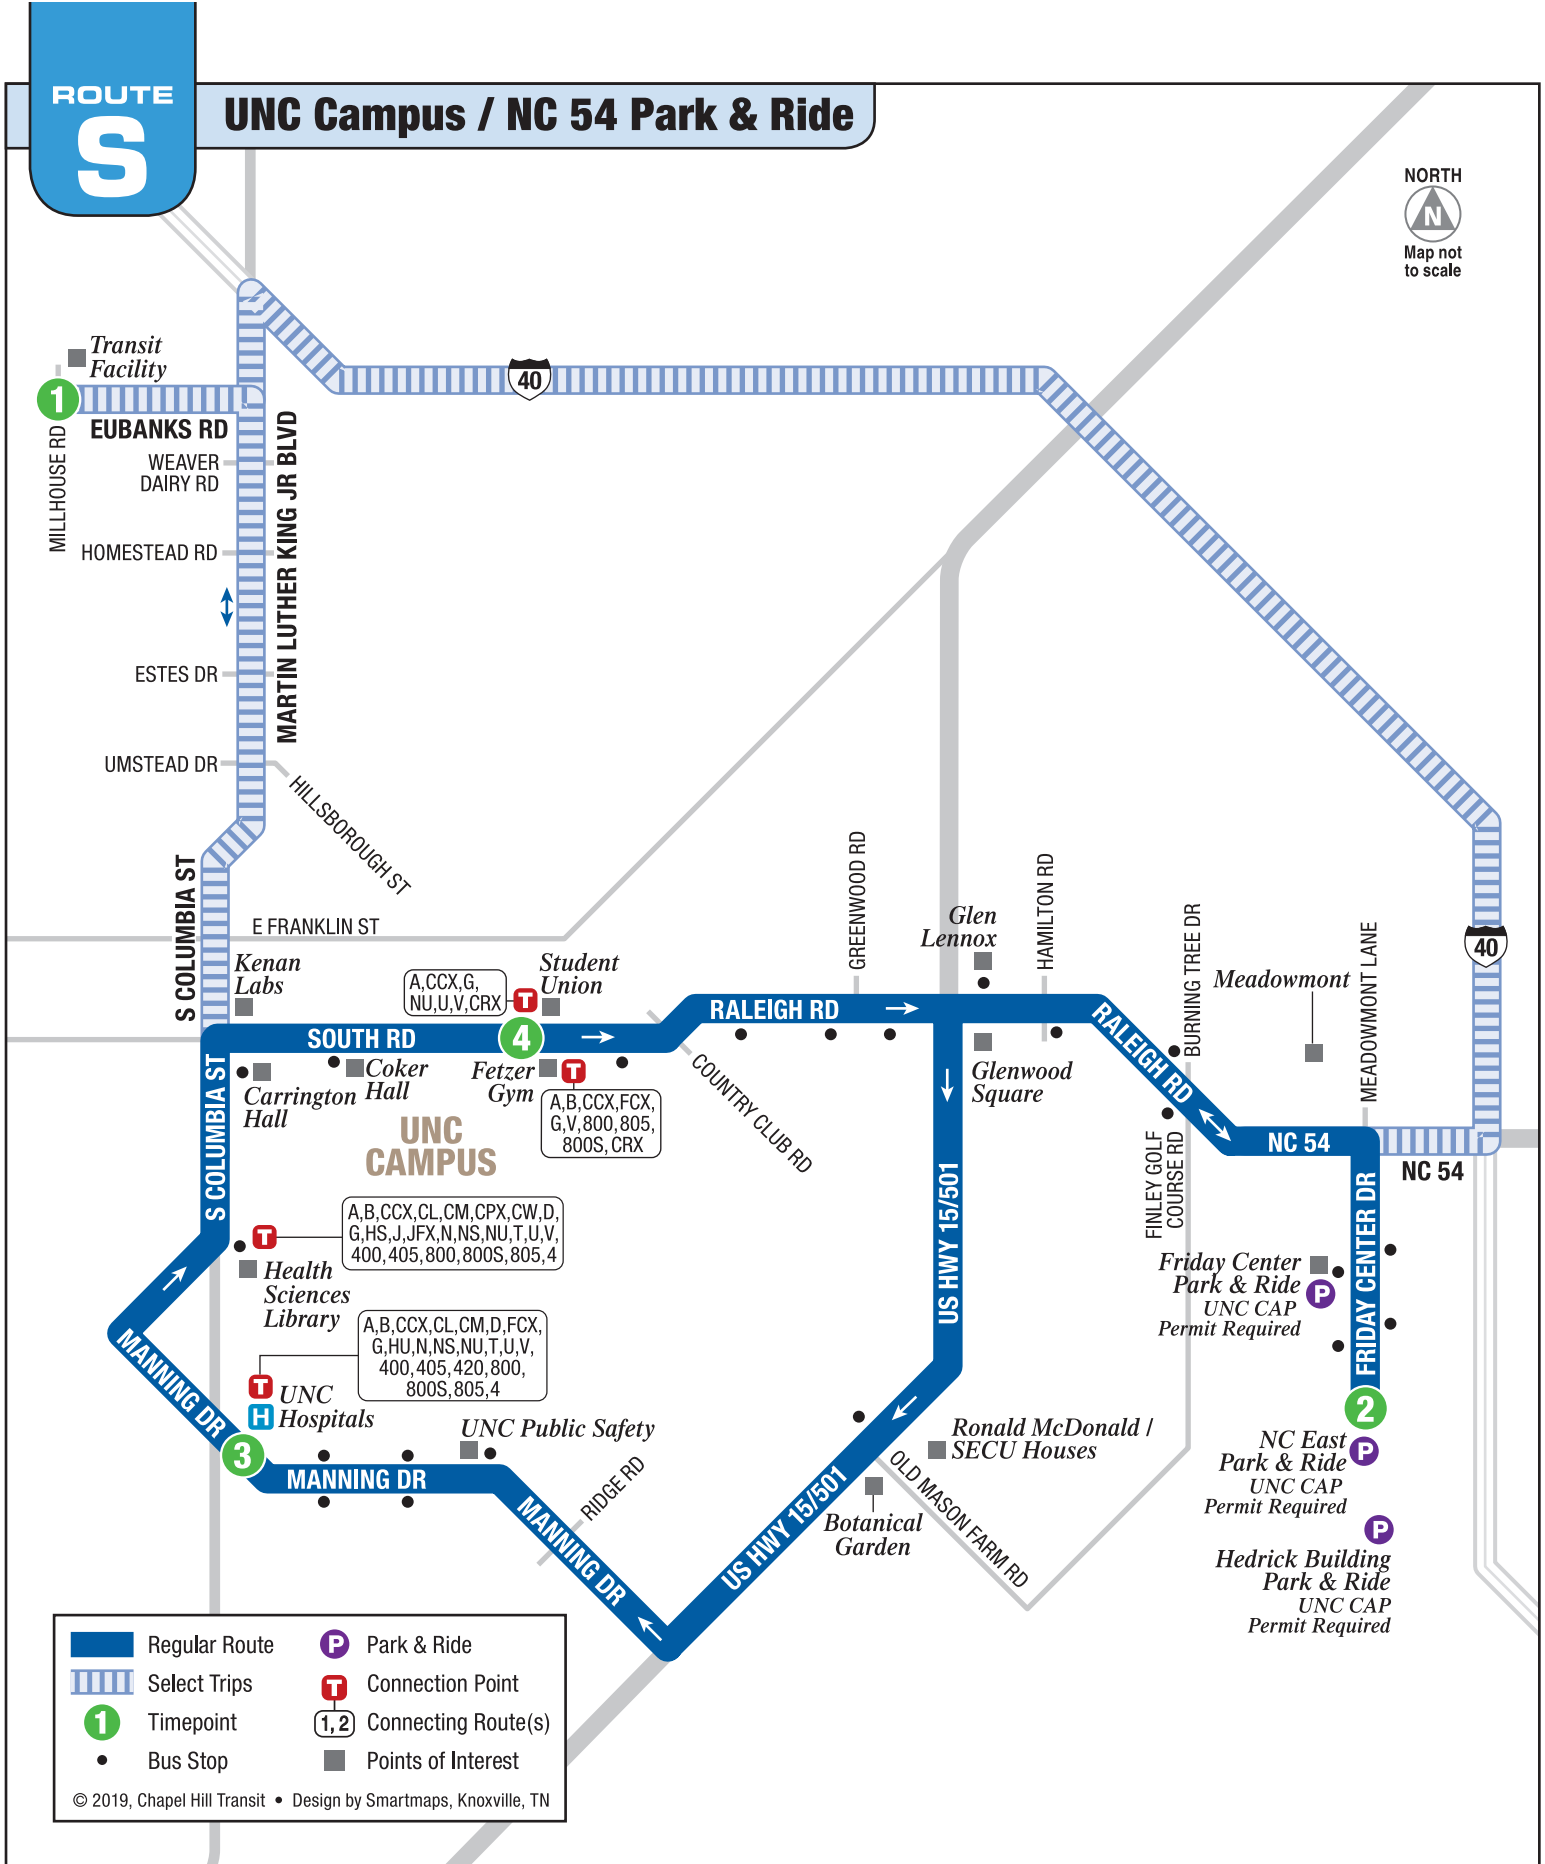 ROUTE
S
UNC Campus / NC 54 Park & Ride
NORTH
N
Map not
to scale
Transit
Facility
1
EUBANKS RD
MILLHOUSE RD
WEAVER
DAIRY RD
HOMESTEAD RD
MARTIN LUTHER KING JR BLVD
ESTES DR
UMSTEAD DR
HILLSBOROUGH ST
40
S COLUMBIA ST
E FRANKLIN ST
Kenan
Labs
A,CCX,G,
NU,U,V,CRX
T
Student
Union
SOUTH RD
4
Carrington
Hall
Coker
Hall
Fetzer
Gym
T
A,B,CCX,FCX,
G,V,800,805,
800S,CRX
UNC
CAMPUS
COUNTRY CLUB RD
RALEIGH RD
GREENWOOD RD
Glen
Lennox
HAMILTON RD
Glenwood
Square
RALEIGH RD
BURNING TREE DR
Meadowmont
MEADOWMONT LANE
40
NC 54
NC 54
FINLEY GOLF
COURSE RD
S COLUMBIA ST
T
A,B,CCX,CL,CM,CPX,CW,D,
G,HS,J,JFX,N,NS,NU,T,U,V,
400,405,800,800S,805,4
Health
Sciences
Library
A,B,CCX,CL,CM,D,FCX,
G,HU,N,NS,NU,T,U,V,
400,405,420,800,
800S,805,4
T
H
UNC
Hospitals
MANNING DR
3
MANNING DR
UNC Public Safety
MANNING DR
RIDGE RD
US HWY 15/501
US HWY 15/501
Ronald McDonald /
SECU Houses
Botanical
Garden
OLD MASON FARM RD
Friday Center
Park & Ride
UNC CAP
Permit Required
P
FRIDAY CENTER DR
2
NC East
Park & Ride
UNC CAP
Permit Required
P
P
Hedrick Building
Park & Ride
UNC CAP
Permit Required
Regular Route
Select Trips
1 Timepoint
Bus Stop
P Park & Ride
T Connection Point
1, 2 Connecting Route(s)
Points of Interest
© 2019, Chapel Hill Transit • Design by Smartmaps, Knoxville, TN